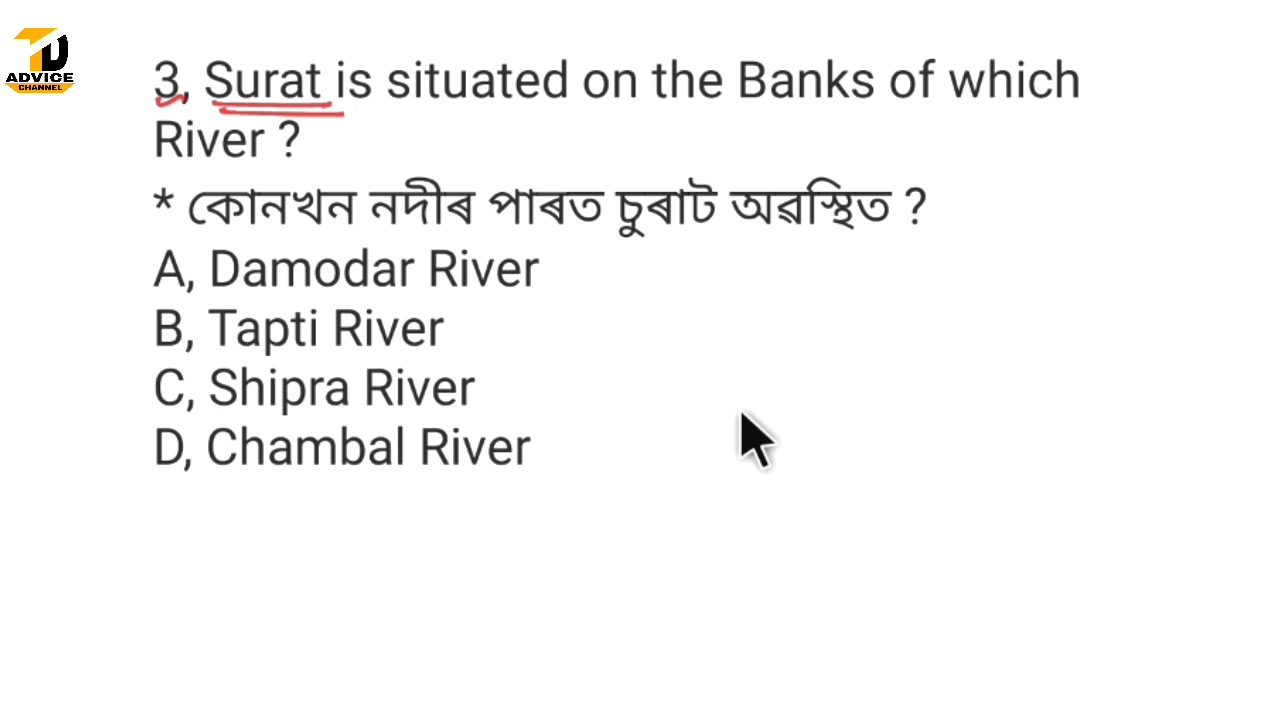 TD
ADVICE
CHANNEL
3, Surat is situated on the Banks of which
River ?
* কোনখন নদীৰ পাৰত চুৰাট অৱস্থিত ?
A, Damodar River
B, Tapti River
C, Shipra River
D, Chambal River